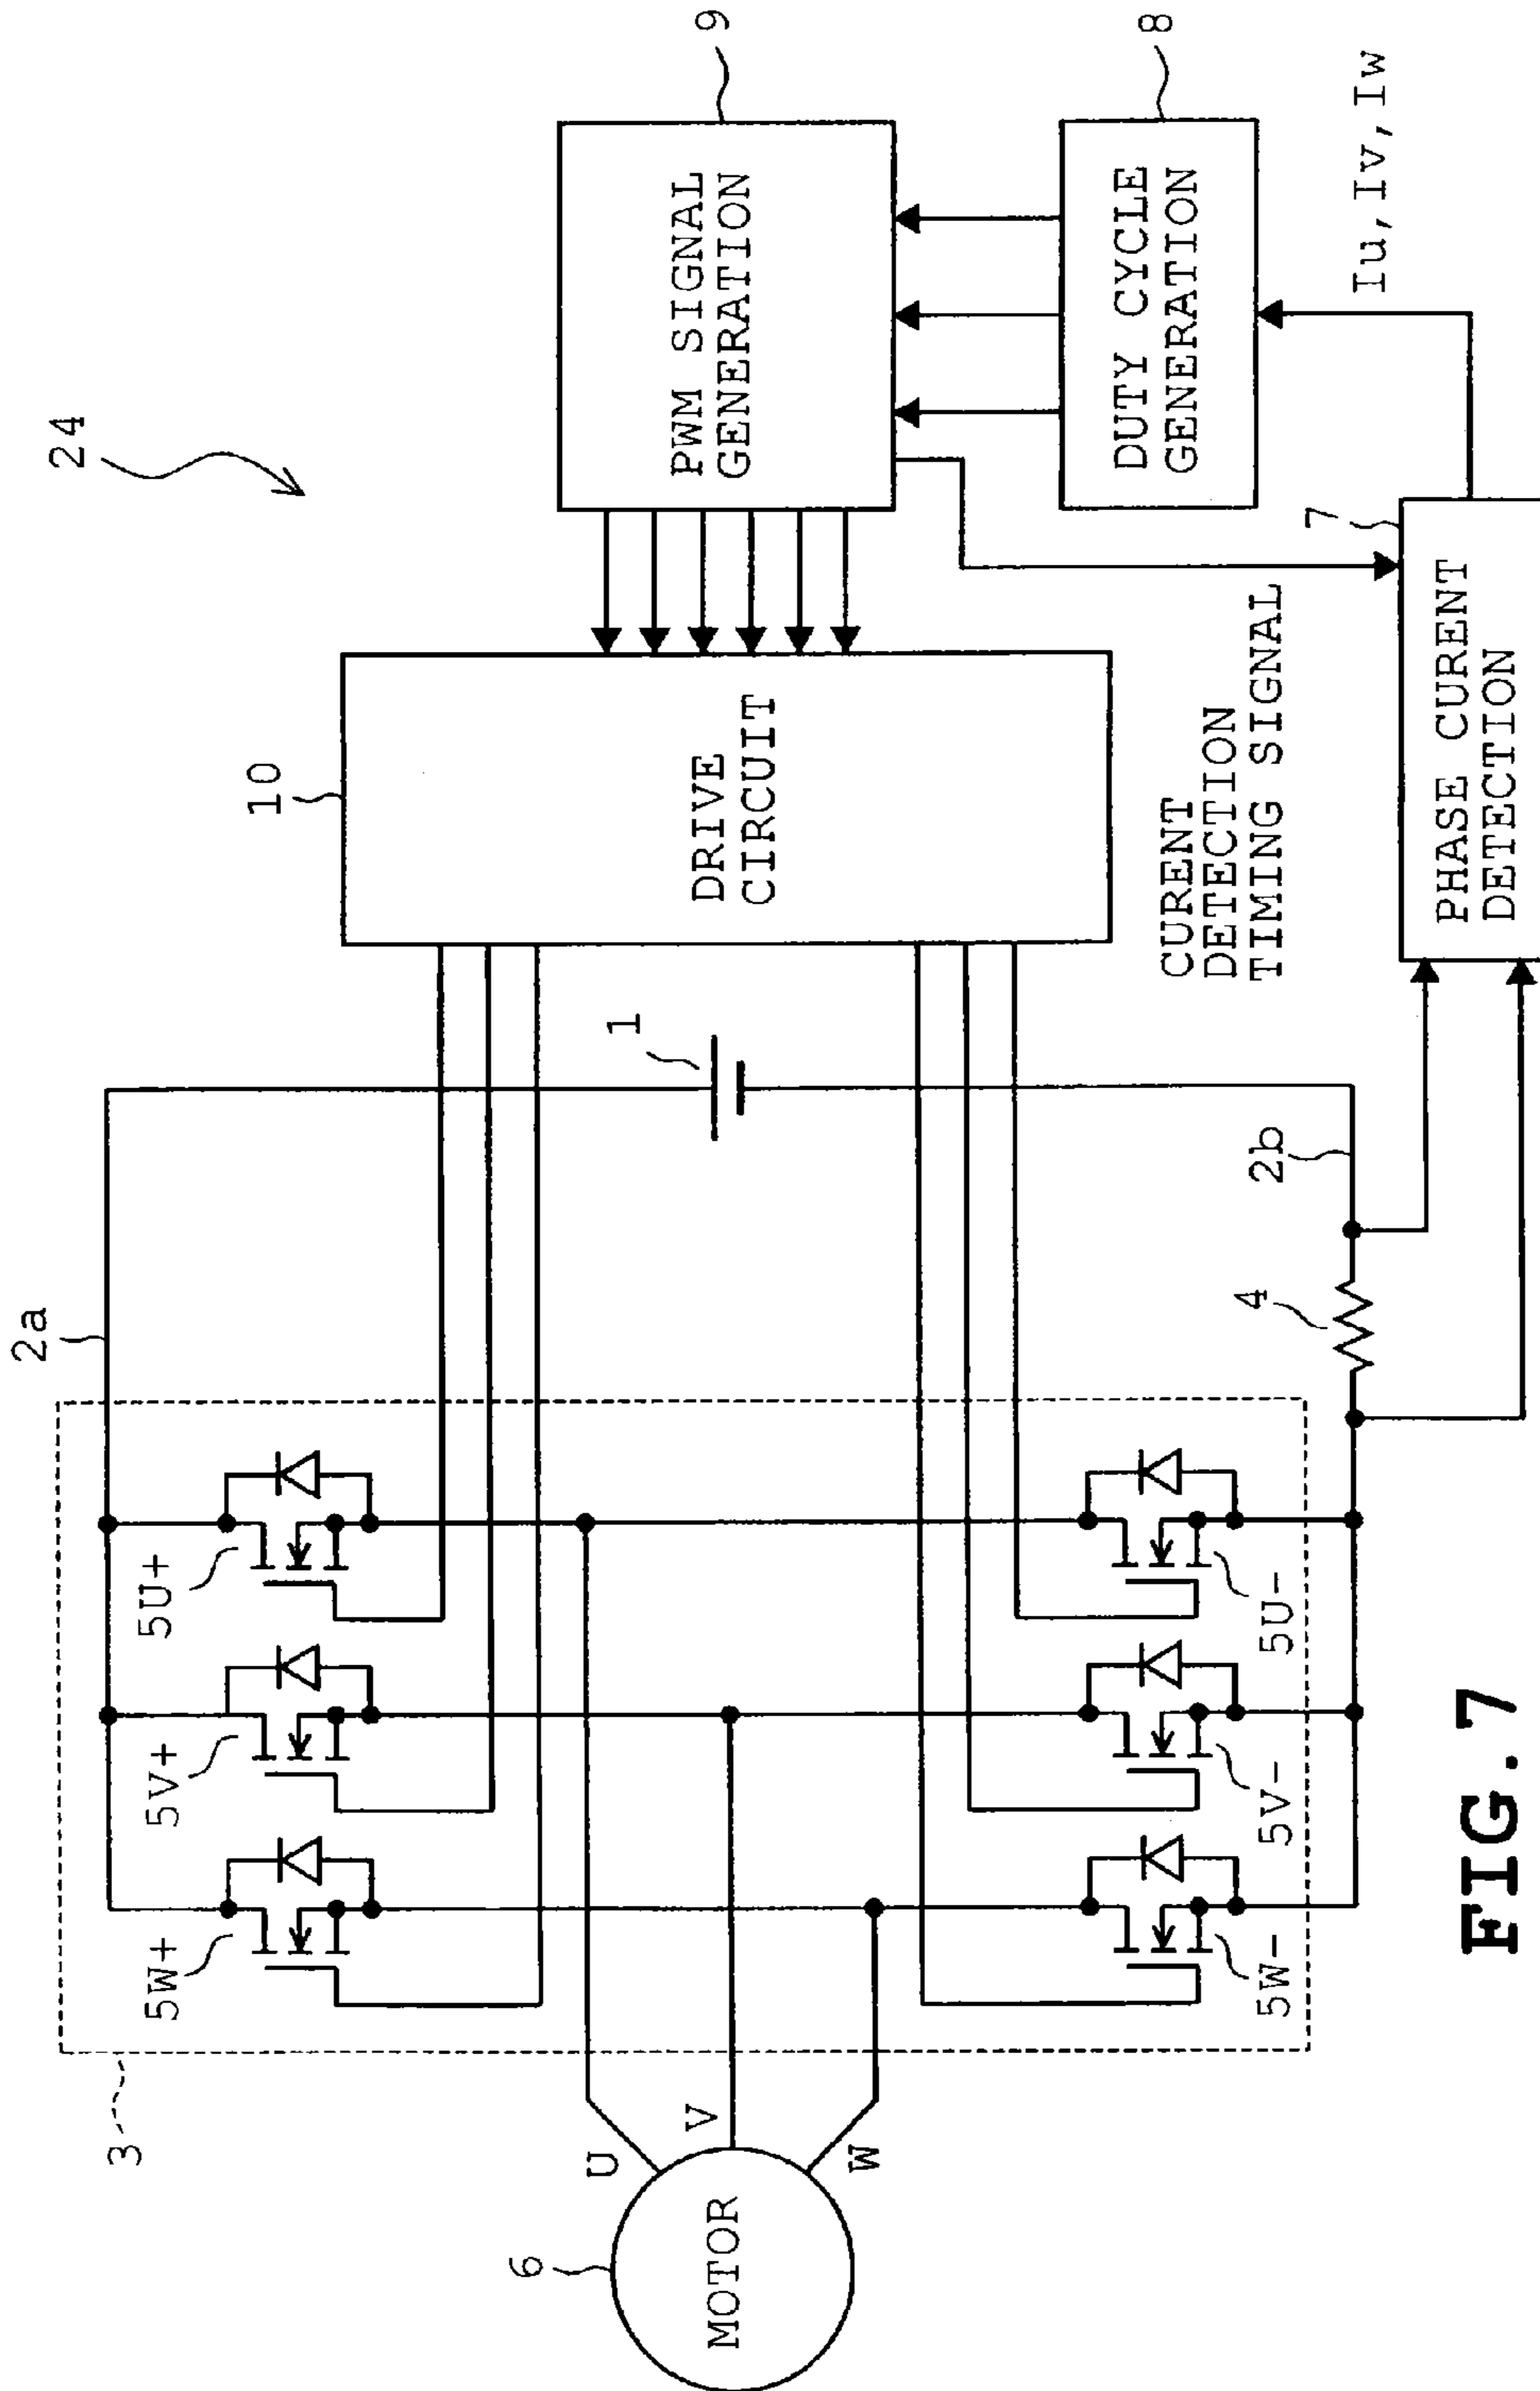 24
2a
3
5W+
5V+
5U+
10
DRIVE
CIRCUIT
PWM SIGNAL
GENERATION
9
1
6
MOTOR
U
V
W
5W-
5V-
5U-
4
2b
CURENT
DETECTION
TIMING SIGNAL
DUTY CYCLE
GENERATION
8
7
PHASE CURENT
DETECTION
Iu, Iv, Iw
FIG.7